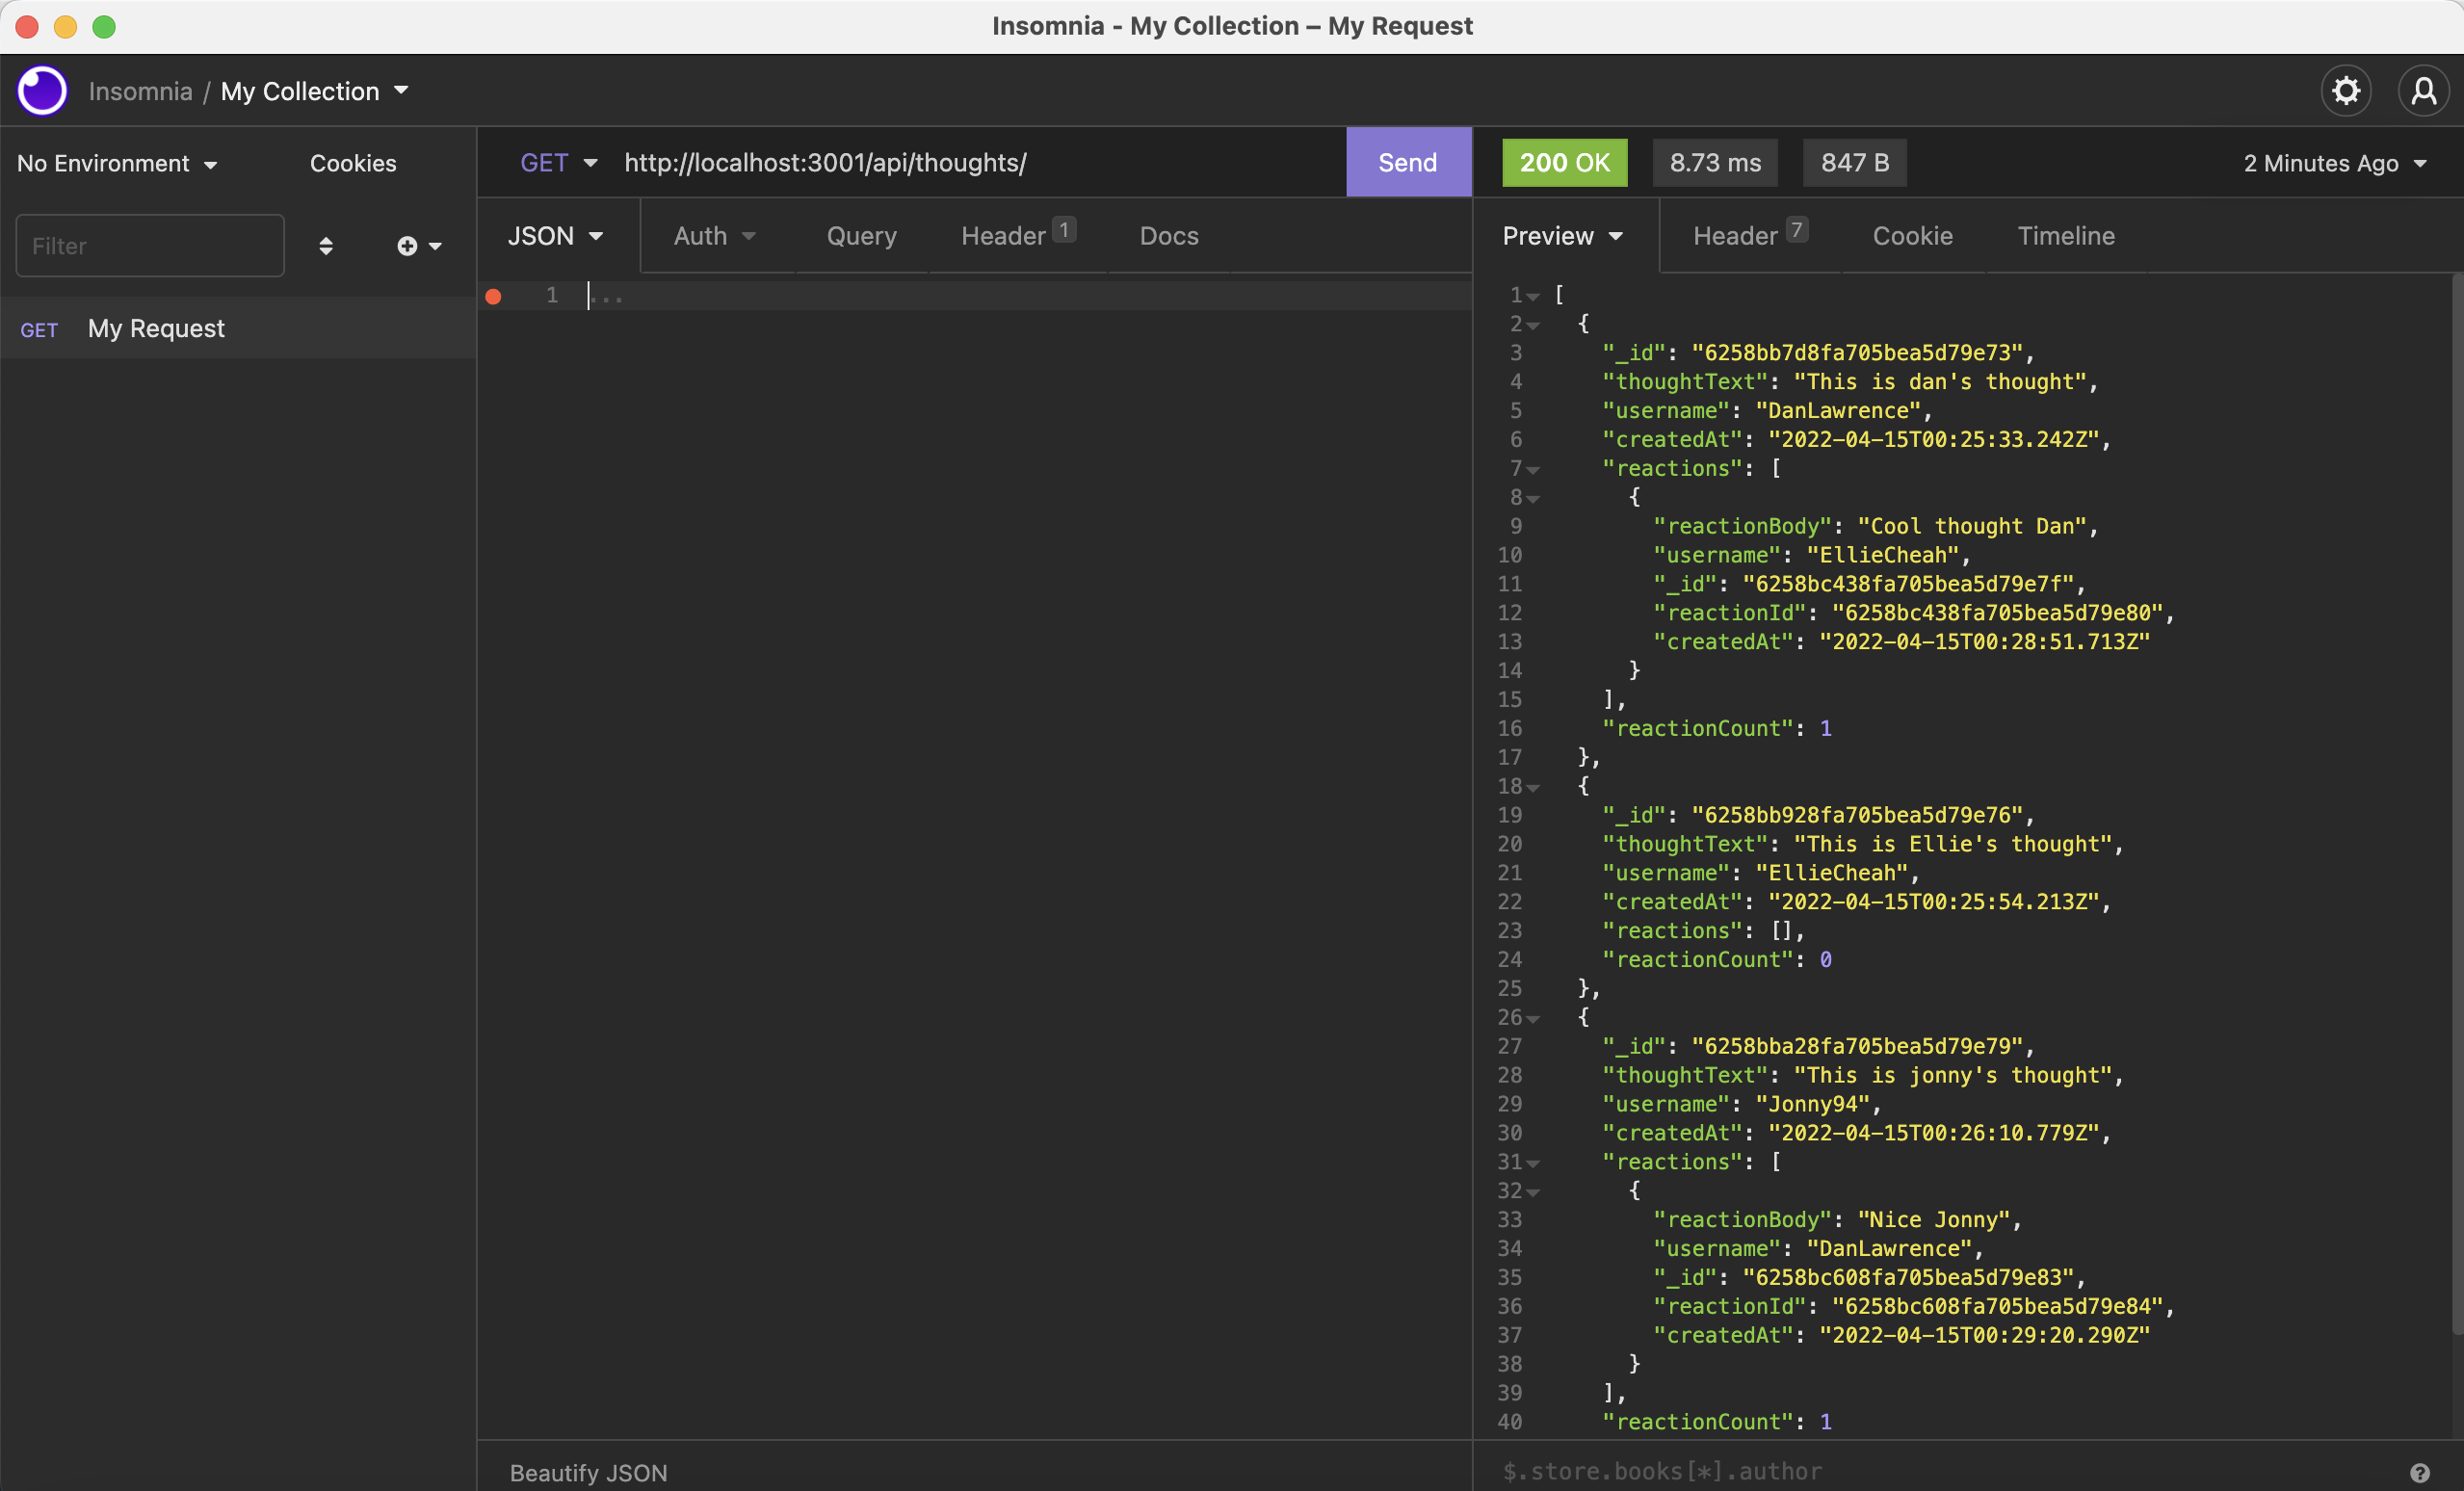 Insomnia - My Collection – My Request
Insomnia / My Collection
No Environment Cookies
Filter
GET My Request
GET http://localhost:3001/api/thoughts/ Send
JSON Auth Query Header 1 Docs
1 ...
Beautify JSON
200 OK 8.73 ms 847 B 2 Minutes Ago
Preview Header 7 Cookie Timeline
1 [
2 {
3 "_id": "6258bb7d8fa705bea5d79e73",
4 "thoughtText": "This is dan's thought",
5 "username": "DanLawrence",
6 "createdAt": "2022-04-15T00:25:33.242Z",
7 "reactions": [
8 {
9 "reactionBody": "Cool thought Dan",
10 "username": "EllieCheah",
11 "_id": "6258bc438fa705bea5d79e7f",
12 "reactionId": "6258bc438fa705bea5d79e80",
13 "createdAt": "2022-04-15T00:28:51.713Z"
14 }
15 ],
16 "reactionCount": 1
17 },
18 {
19 "_id": "6258bb928fa705bea5d79e76",
20 "thoughtText": "This is Ellie's thought",
21 "username": "EllieCheah",
22 "createdAt": "2022-04-15T00:25:54.213Z",
23 "reactions": [],
24 "reactionCount": 0
25 },
26 {
27 "_id": "6258bba28fa705bea5d79e79",
28 "thoughtText": "This is jonny's thought",
29 "username": "Jonny94",
30 "createdAt": "2022-04-15T00:26:10.779Z",
31 "reactions": [
32 {
33 "reactionBody": "Nice Jonny",
34 "username": "DanLawrence",
35 "_id": "6258bc608fa705bea5d79e83",
36 "reactionId": "6258bc608fa705bea5d79e84",
37 "createdAt": "2022-04-15T00:29:20.290Z"
38 }
39 ],
40 "reactionCount": 1
$.store.books[*].author